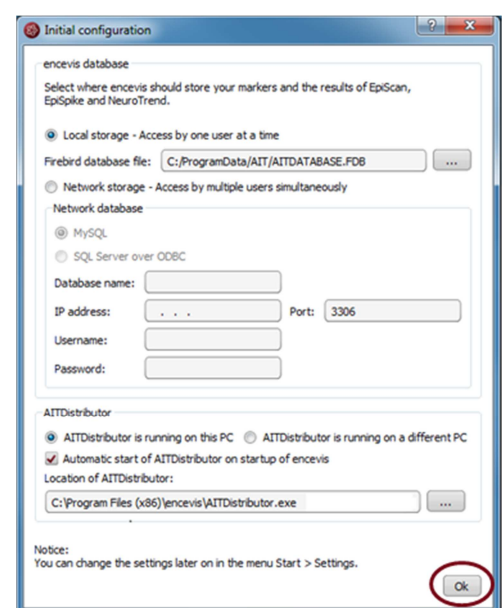 Initial configuration
encevis database
Select where encevis should store your markers and the results of EpiScan,
EpiSpike and NeuroTrend.
Local storage - Access by one user at a time
Firebird database file: C:/ProgramData/AIT/AITDATABASE.FDB ...
Network storage - Access by multiple users simultaneously
Network database
MySQL
SQL Server over ODBC
Database name:
IP address: . . . Port: 3306
Username:
Password:
AITDistributor
AITDistributor is running on this PC AITDistributor is running on a different PC
Automatic start of AITDistributor on startup of encevis
Location of AITDistributor:
C:\Program Files (x86)\encevis\AITDistributor.exe ...
Notice:
You can change the settings later on in the menu Start > Settings.
Ok